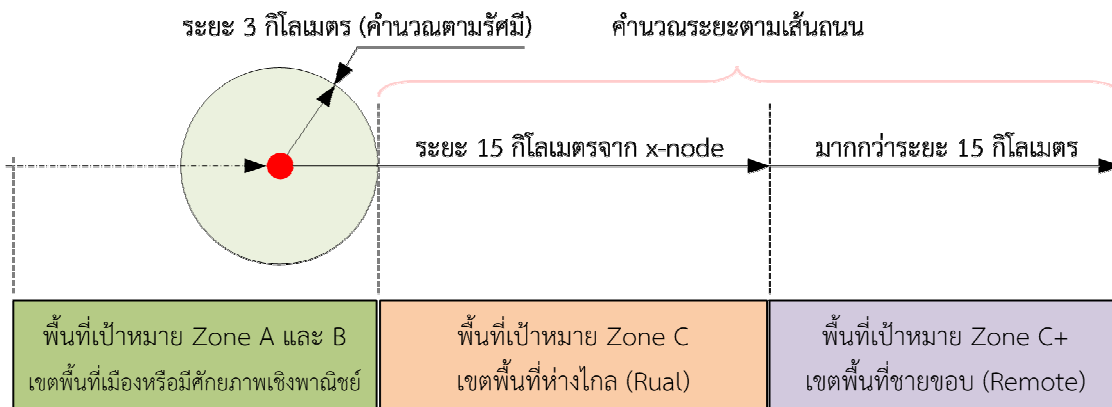 ระยะ 3 กิโลเมตร (คำนวณตามรัศมี)
คำนวณระยะตามเส้นถนน
ระยะ 15 กิโลเมตรจาก x-node
มากกว่าระยะ 15 กิโลเมตร
พื้นที่เป้าหมาย Zone A และ B
เขตพื้นที่เมืองหรือมีศักยภาพเชิงพาณิชย์
พื้นที่เป้าหมาย Zone C
เขตพื้นที่ห่างไกล (Rual)
พื้นที่เป้าหมาย Zone C+
เขตพื้นที่ชายขอบ (Remote)